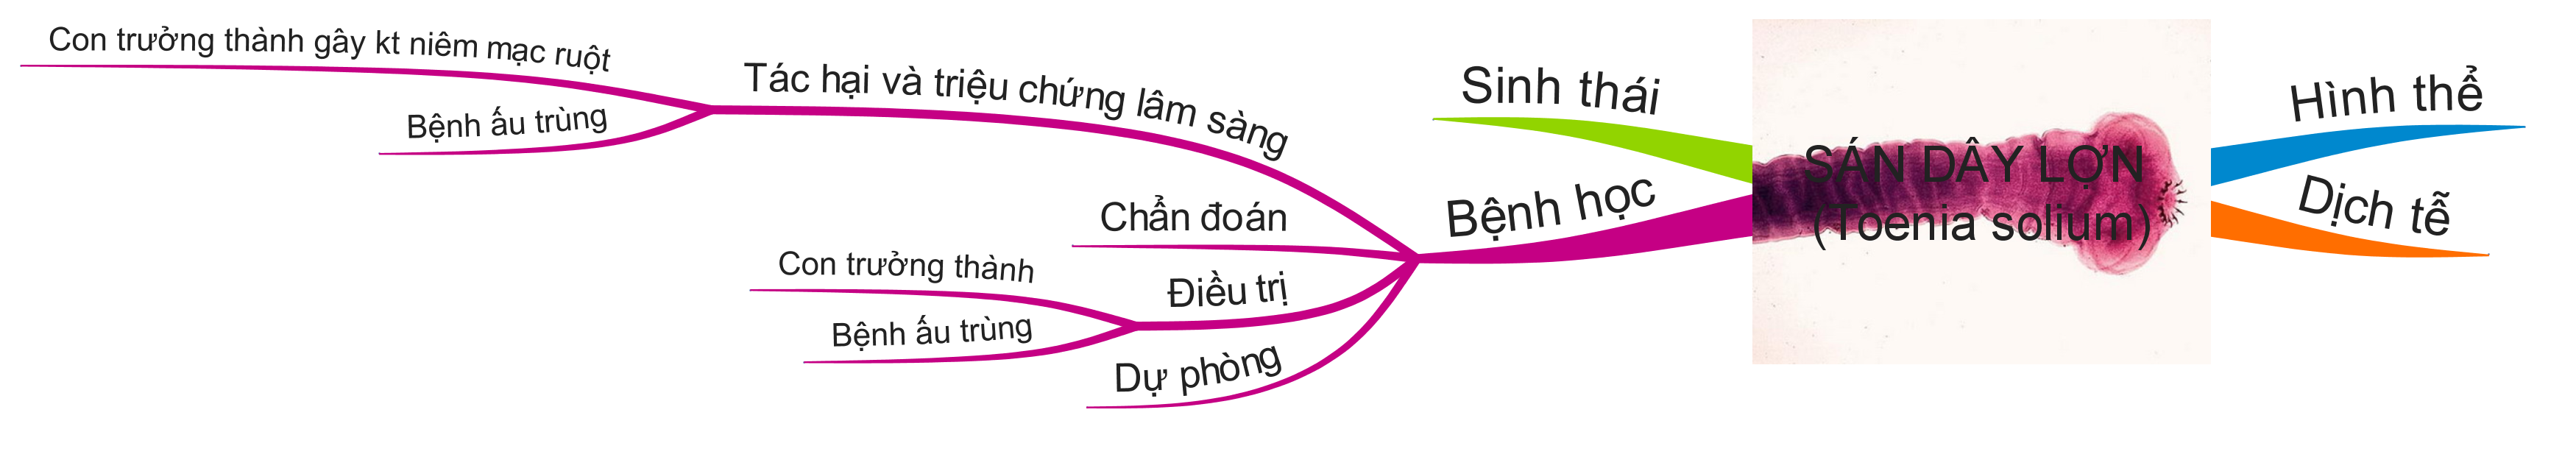 SÁN DÂY LỢN
(Toenia solium)
Hình thể
Dịch tễ
Sinh thái
Bệnh học
Tác hại và triệu chứng lâm sàng
Con trưởng thành gây kt niêm mạc ruột
Bệnh ấu trùng
Chẩn đoán
Điều trị
Con trưởng thành
Bệnh ấu trùng
Dự phòng